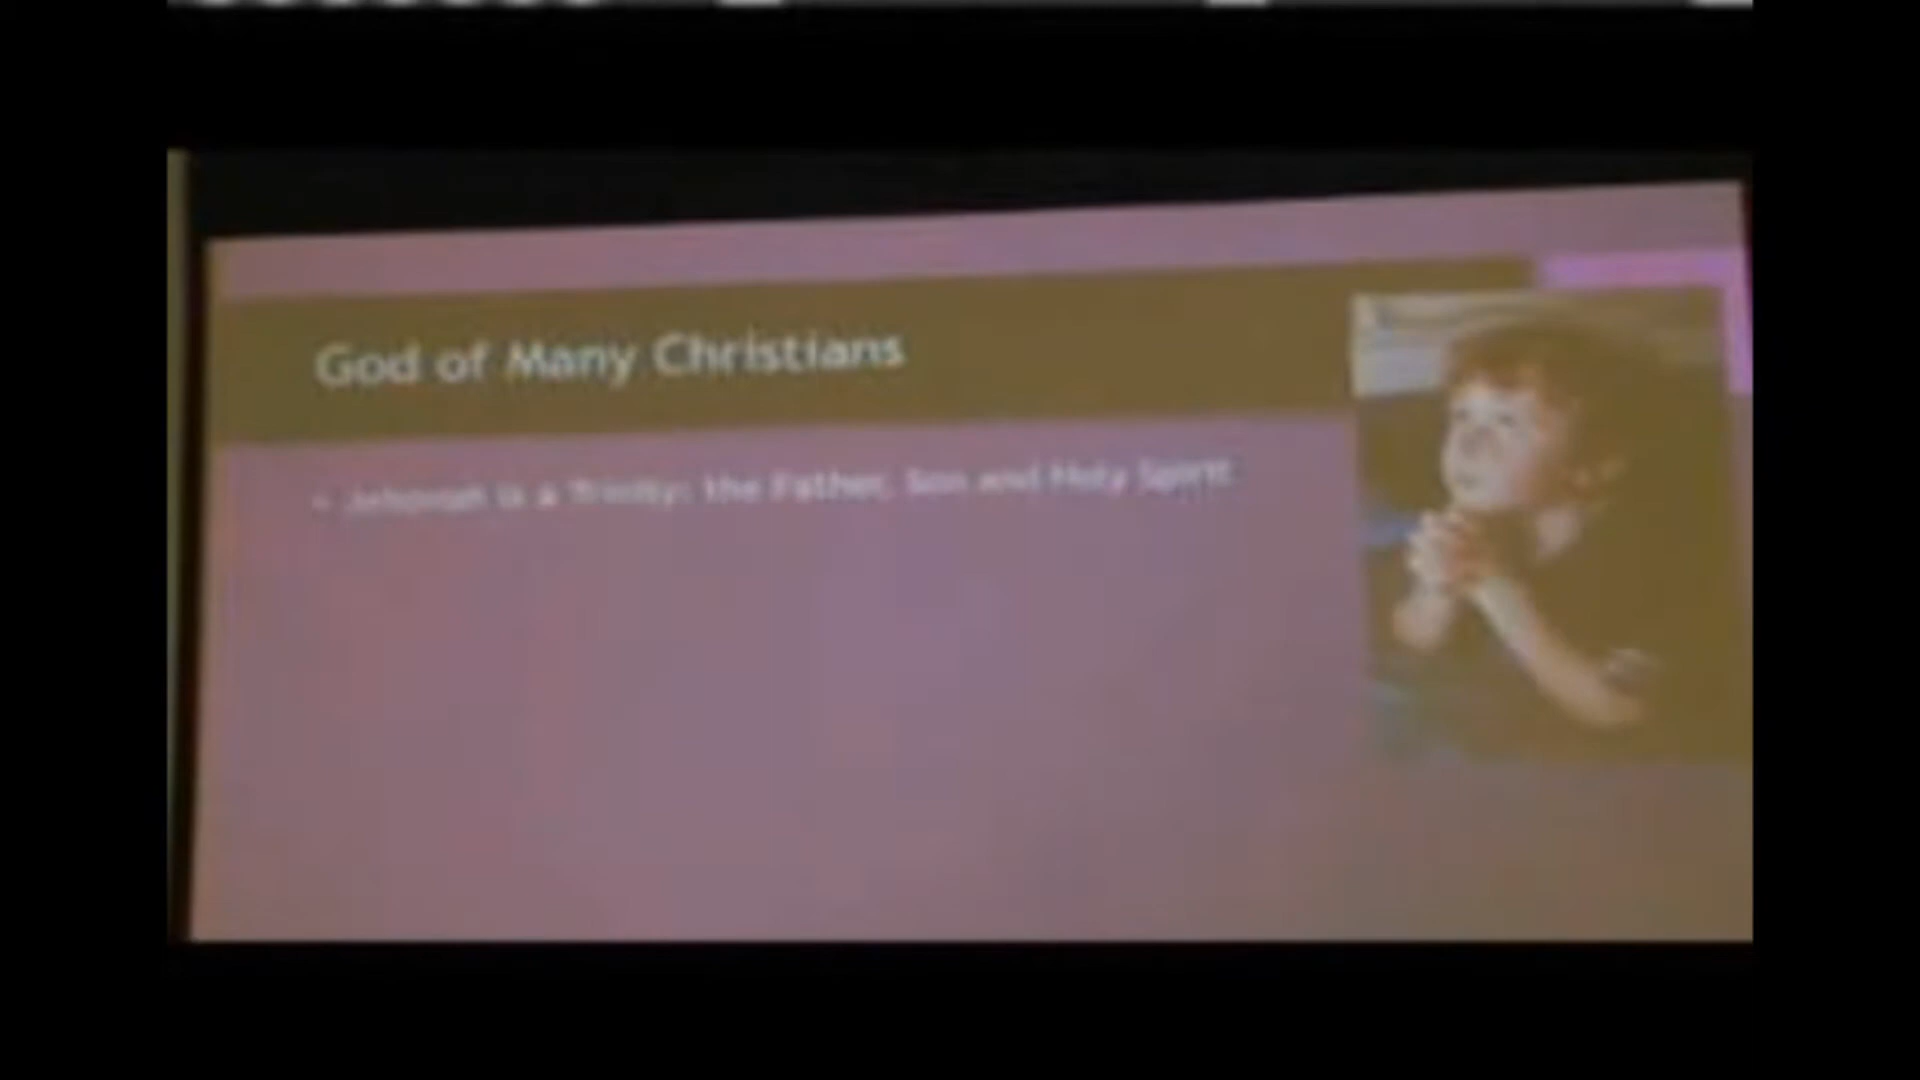 God of Many Christians
• Jehovah is a Trinity: the Father, Son and Holy Spirit